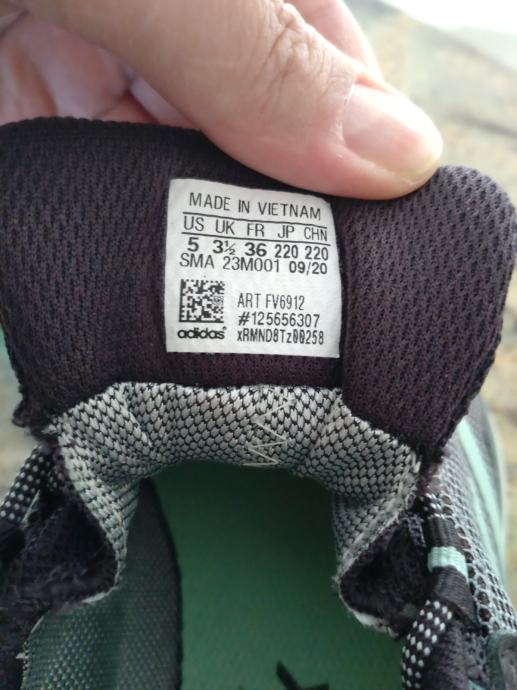 MADE IN VIETNAM
US UK FR JP CHN
5 3½ 36 220 220
SMA 23M001 09/20
ART FV6912
#125656307
adidas® xRMND8Tz00258